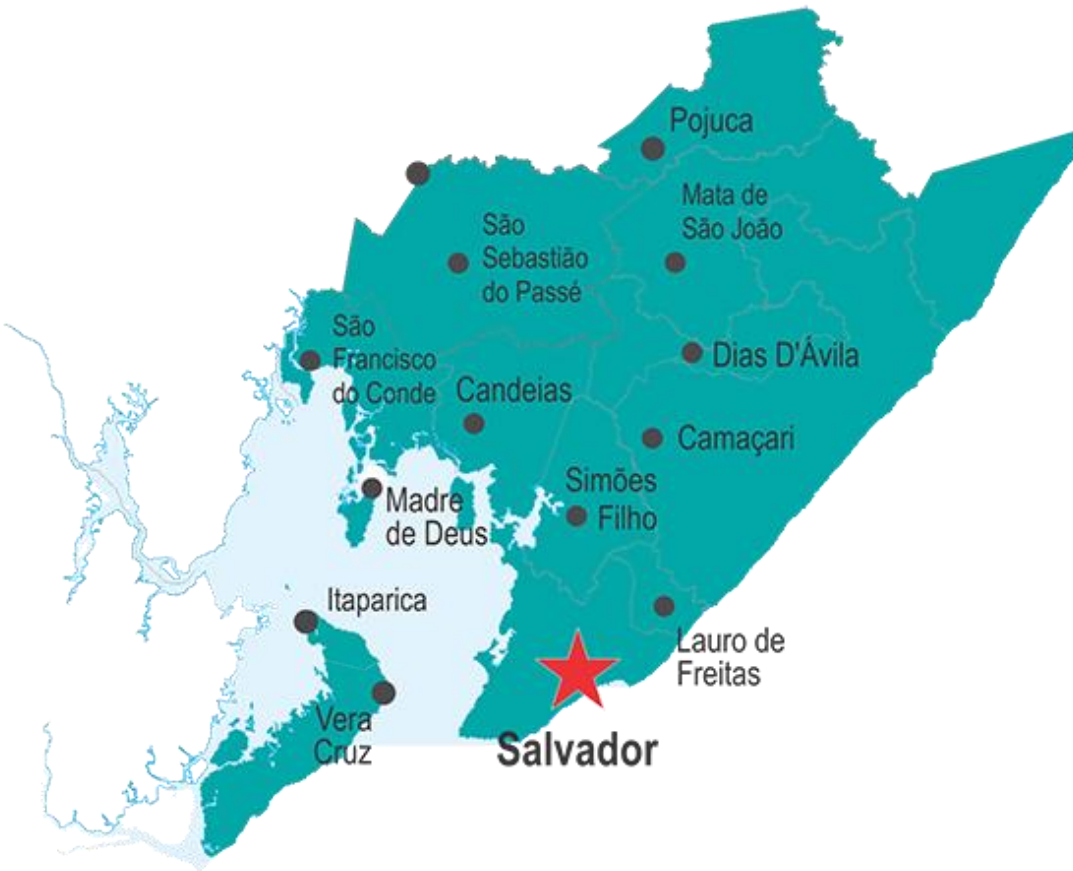 Pojuca
Mata de
São João
São
Sebastião
do Passé
São
Francisco
do Conde
Dias D'Ávila
Candeias
Camaçari
Simões
Filho
Madre
de Deus
Itaparica
Lauro de
Freitas
Vera
Cruz
Salvador